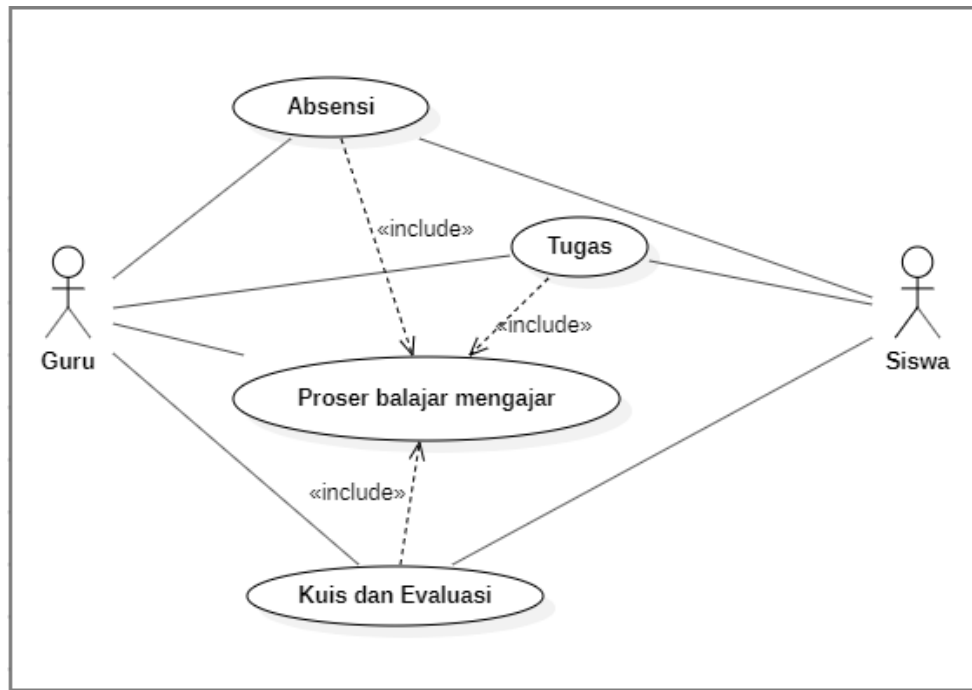 Absensi
«include»
Tugas
«include»
Guru
Siswa
Proser balajar mengajar
«include»
Kuis dan Evaluasi